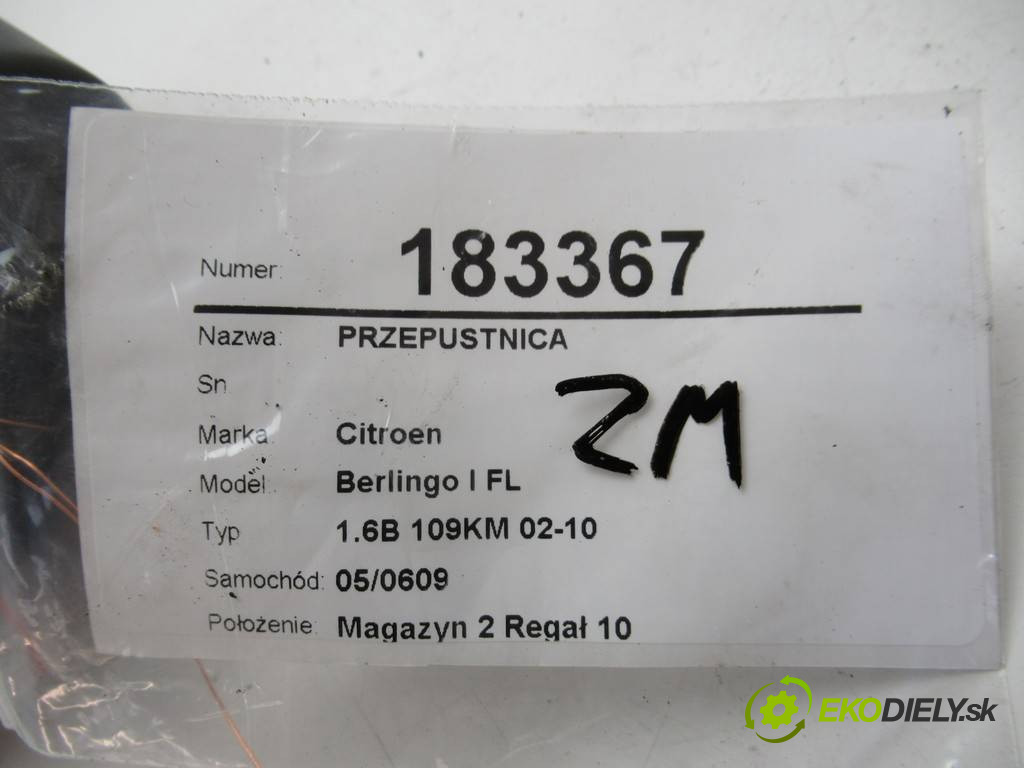 Numer: 183367
Nazwa: PRZEPUSTNICA
Sn
ZM
Marka: Citroen
Model: Berlingo I FL
Typ 1.6B 109KM 02-10
Samochód: 05/0609
Położenie: Magazyn 2 Regał 10
EKODIELY.sk